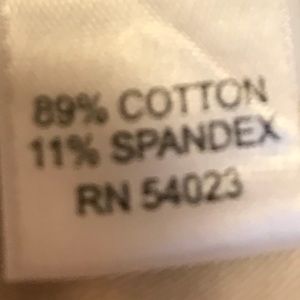 89% COTTON
11% SPANDEX
RN 54023